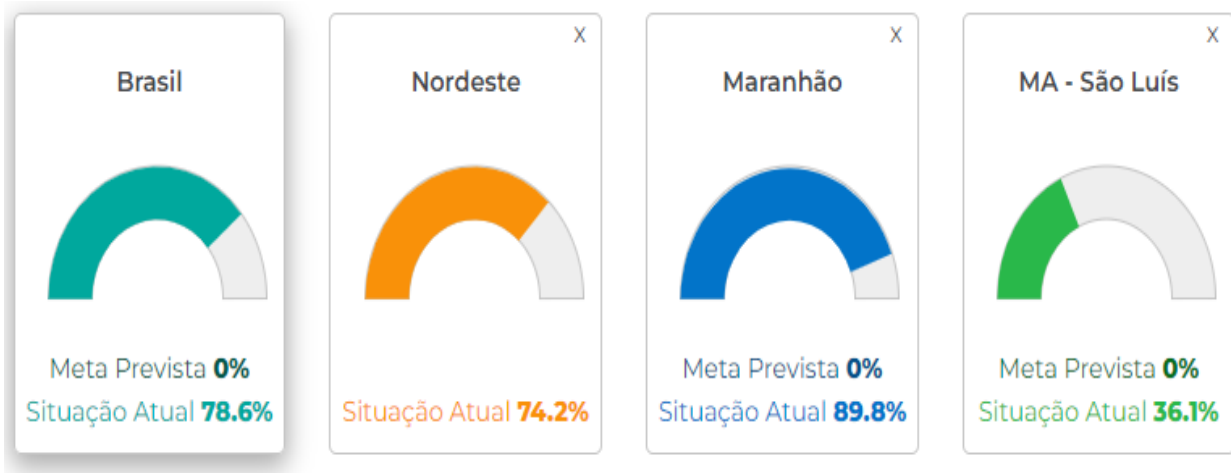 Brasil
Meta Prevista 0%
Situação Atual 78.6%
X
Nordeste
Situação Atual 74.2%
X
Maranhão
Meta Prevista 0%
Situação Atual 89.8%
X
MA - São Luís
Meta Prevista 0%
Situação Atual 36.1%